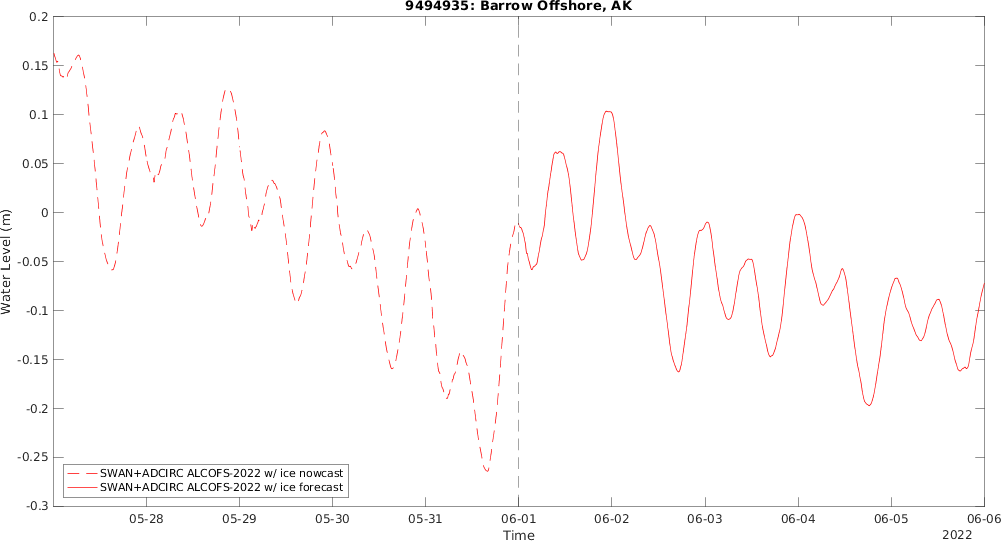 9494935: Barrow Offshore, AK
Water Level (m)
0.2
0.15
0.1
0.05
0
-0.05
-0.1
-0.15
-0.2
-0.25
-0.3
SWAN+ADCIRC ALCOFS-2022 w/ ice nowcast
SWAN+ADCIRC ALCOFS-2022 w/ ice forecast
05-28 05-29 05-30 05-31 06-01 06-02 06-03 06-04 06-05 06-06
Time
2022